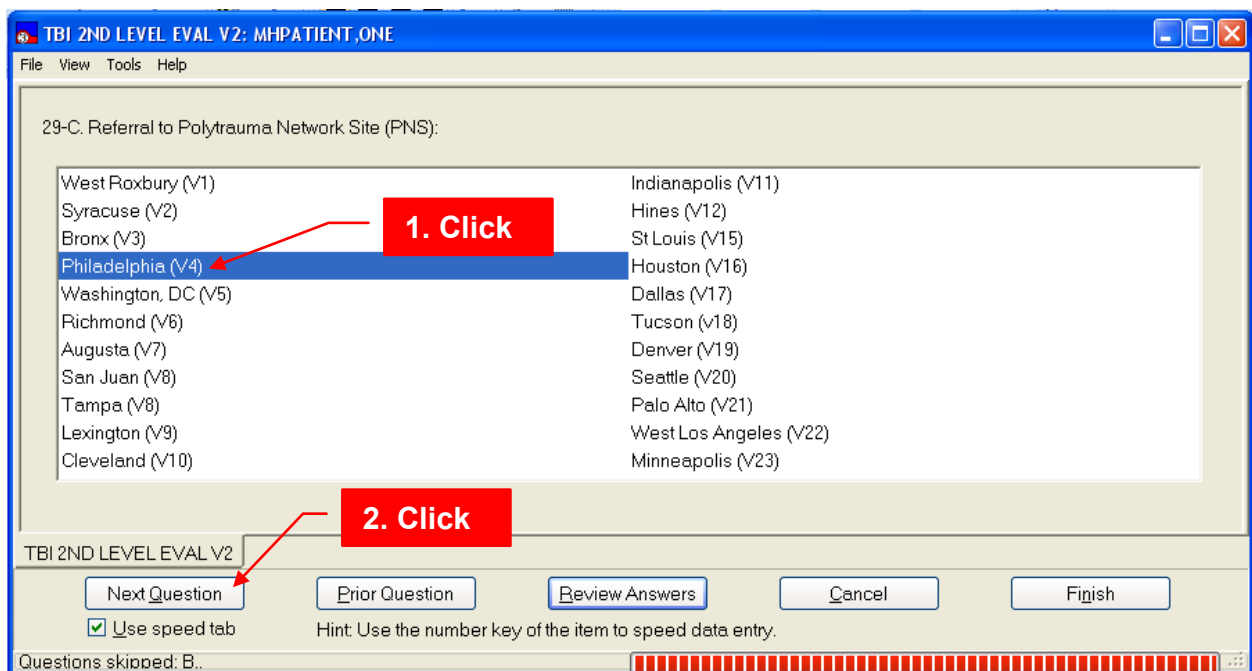 TBI 2ND LEVEL EVAL V2: MHPATIENT,ONE
File View Tools Help
29-C. Referral to Polytrauma Network Site (PNS):
West Roxbury (V1)
Syracuse (V2)
Bronx (V3)
Philadelphia (V4)
Washington, DC (V5)
Richmond (V6)
Augusta (V7)
San Juan (V8)
Tampa (V8)
Lexington (V9)
Cleveland (V10)
Indianapolis (V11)
Hines (V12)
St Louis (V15)
Houston (V16)
Dallas (V17)
Tucson (v18)
Denver (V19)
Seattle (V20)
Palo Alto (V21)
West Los Angeles (V22)
Minneapolis (V23)
1. Click
2. Click
TBI 2ND LEVEL EVAL V2
Next Question Prior Question Review Answers Cancel Finish
Use speed tab Hint: Use the number key of the item to speed data entry.
Questions skipped: B..